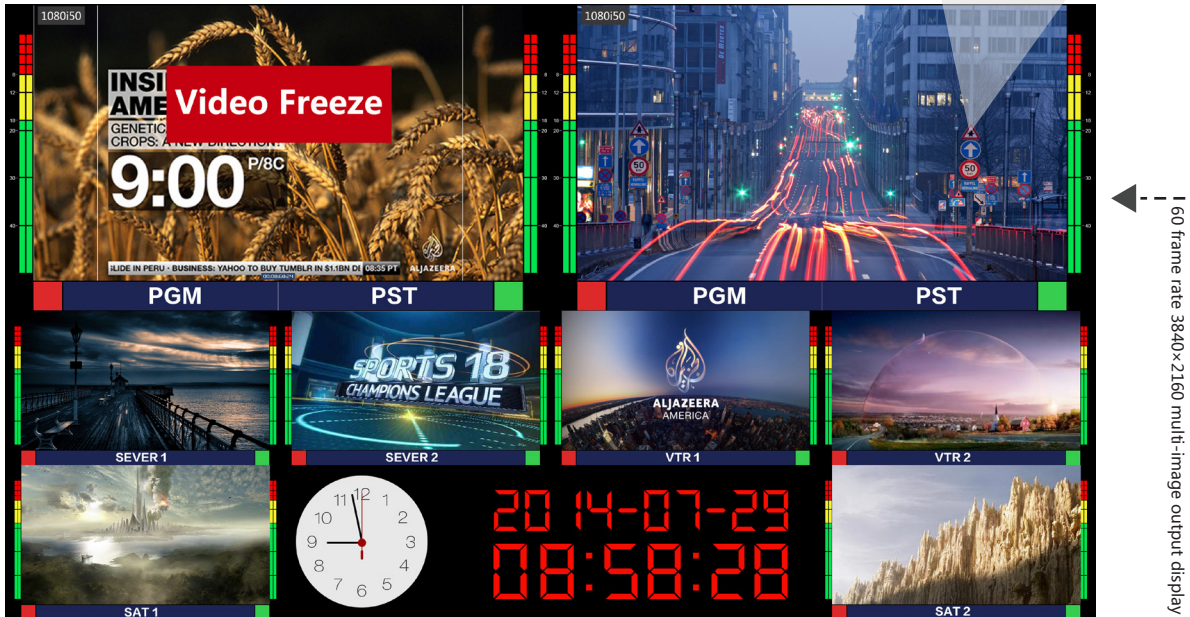 1080i50
INSI
AME
Video Freeze
GENETIC
CROPS: A NEW DIRECTION
9:00 P/8C
ALJAZEERA
ILIDE IN PERU · BUSINESS: YAHOO TO BUY TUMBLR IN $1.1BN DE 08:35 PT
PGM PST
1080i50
50
50
PGM PST
SEVER 1
SPORTS 18
CHAMPIONS LEAGUE
SEVER 2
ALJAZEERA
AMERICA
VTR 1
VTR 2
SAT 1
12
1
2
3
4
5
6
7
8
9
10
11
2014-07-29
08:58:28
SAT 2
60 frame rate 3840×2160 multi-image output display